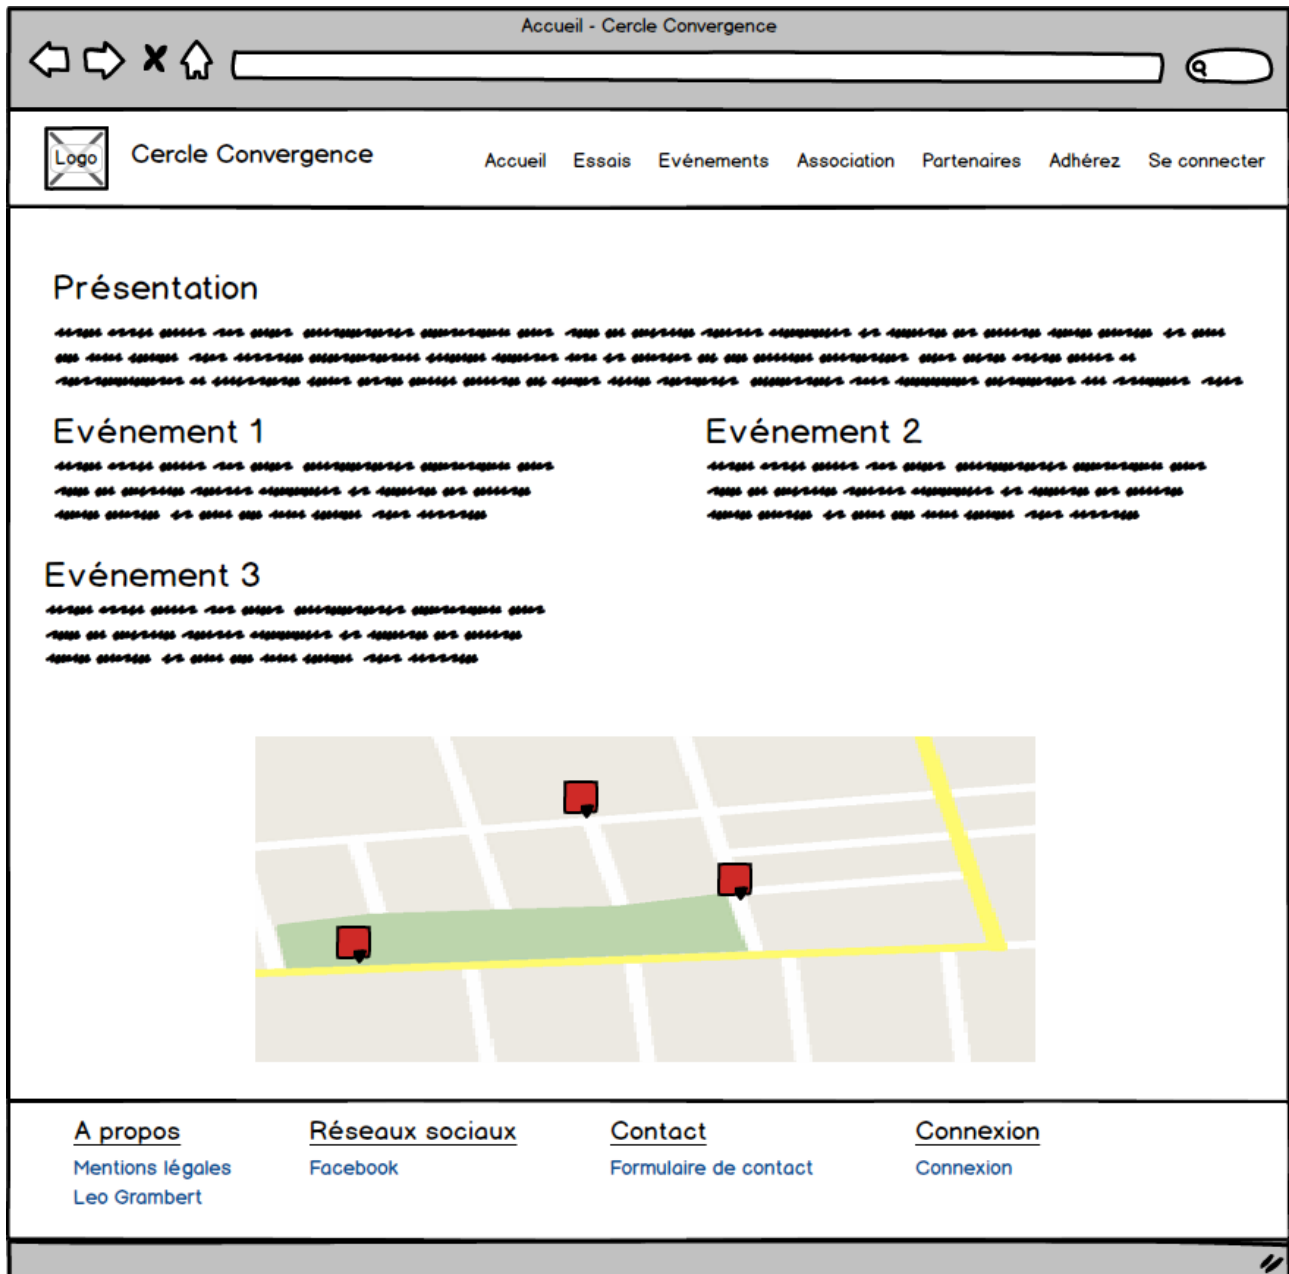 Accueil - Cercle Convergence
Logo
Cercle Convergence
Accueil Essais Evénements Association Partenaires Adhérez Se connecter
Présentation
Evénement 1
Evénement 2
Evénement 3
A propos
Mentions légales
Leo Grambert
Réseaux sociaux
Facebook
Contact
Formulaire de contact
Connexion
Connexion